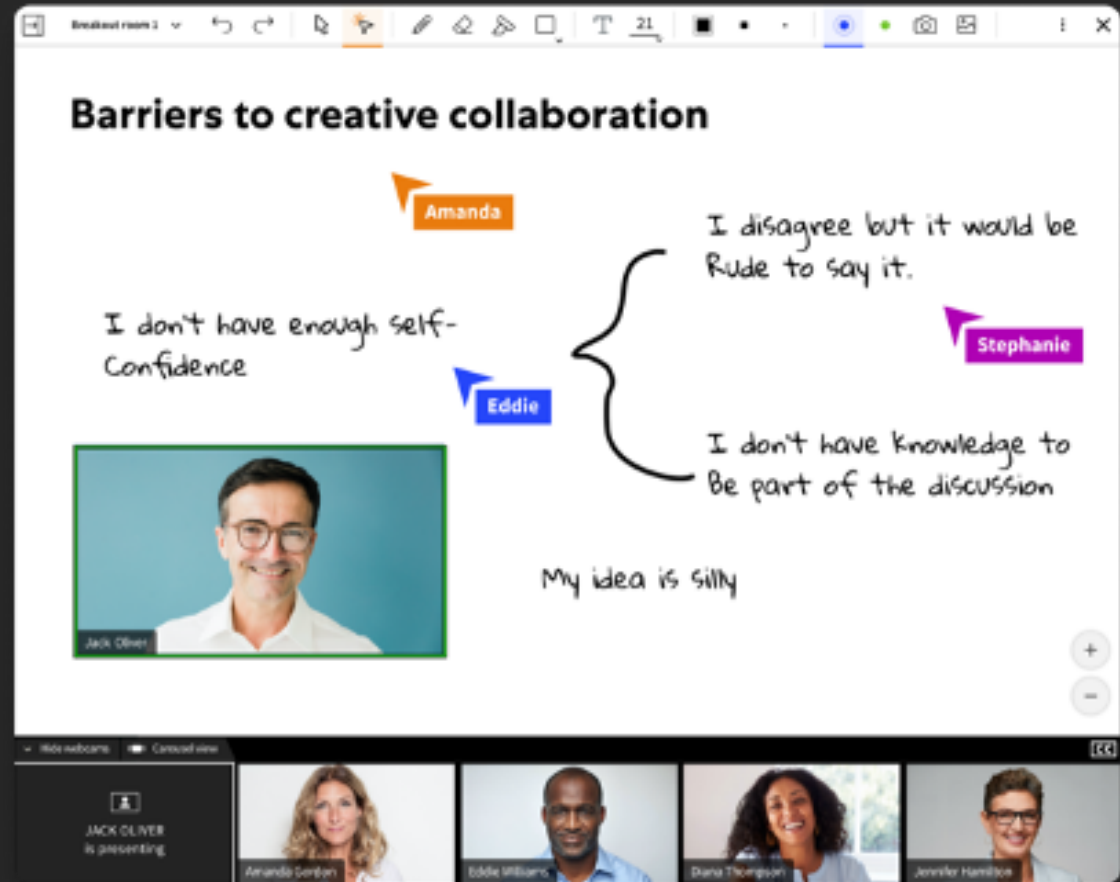 Breakout room 1
T 21
Barriers to creative collaboration
Amanda
I disagree but it would be
Rude to say it.
I don't have enough self-
Confidence
Stephanie
Eddie
I don't have Knowledge to
Be part of the discussion
My idea is silly
Jack Oliver
+
−
Hide webcams
Carousel view
CC
JACK OLIVER
is presenting
Amanda Gordon
Eddie Williams
Diana Thompson
Jennifer Hamilton